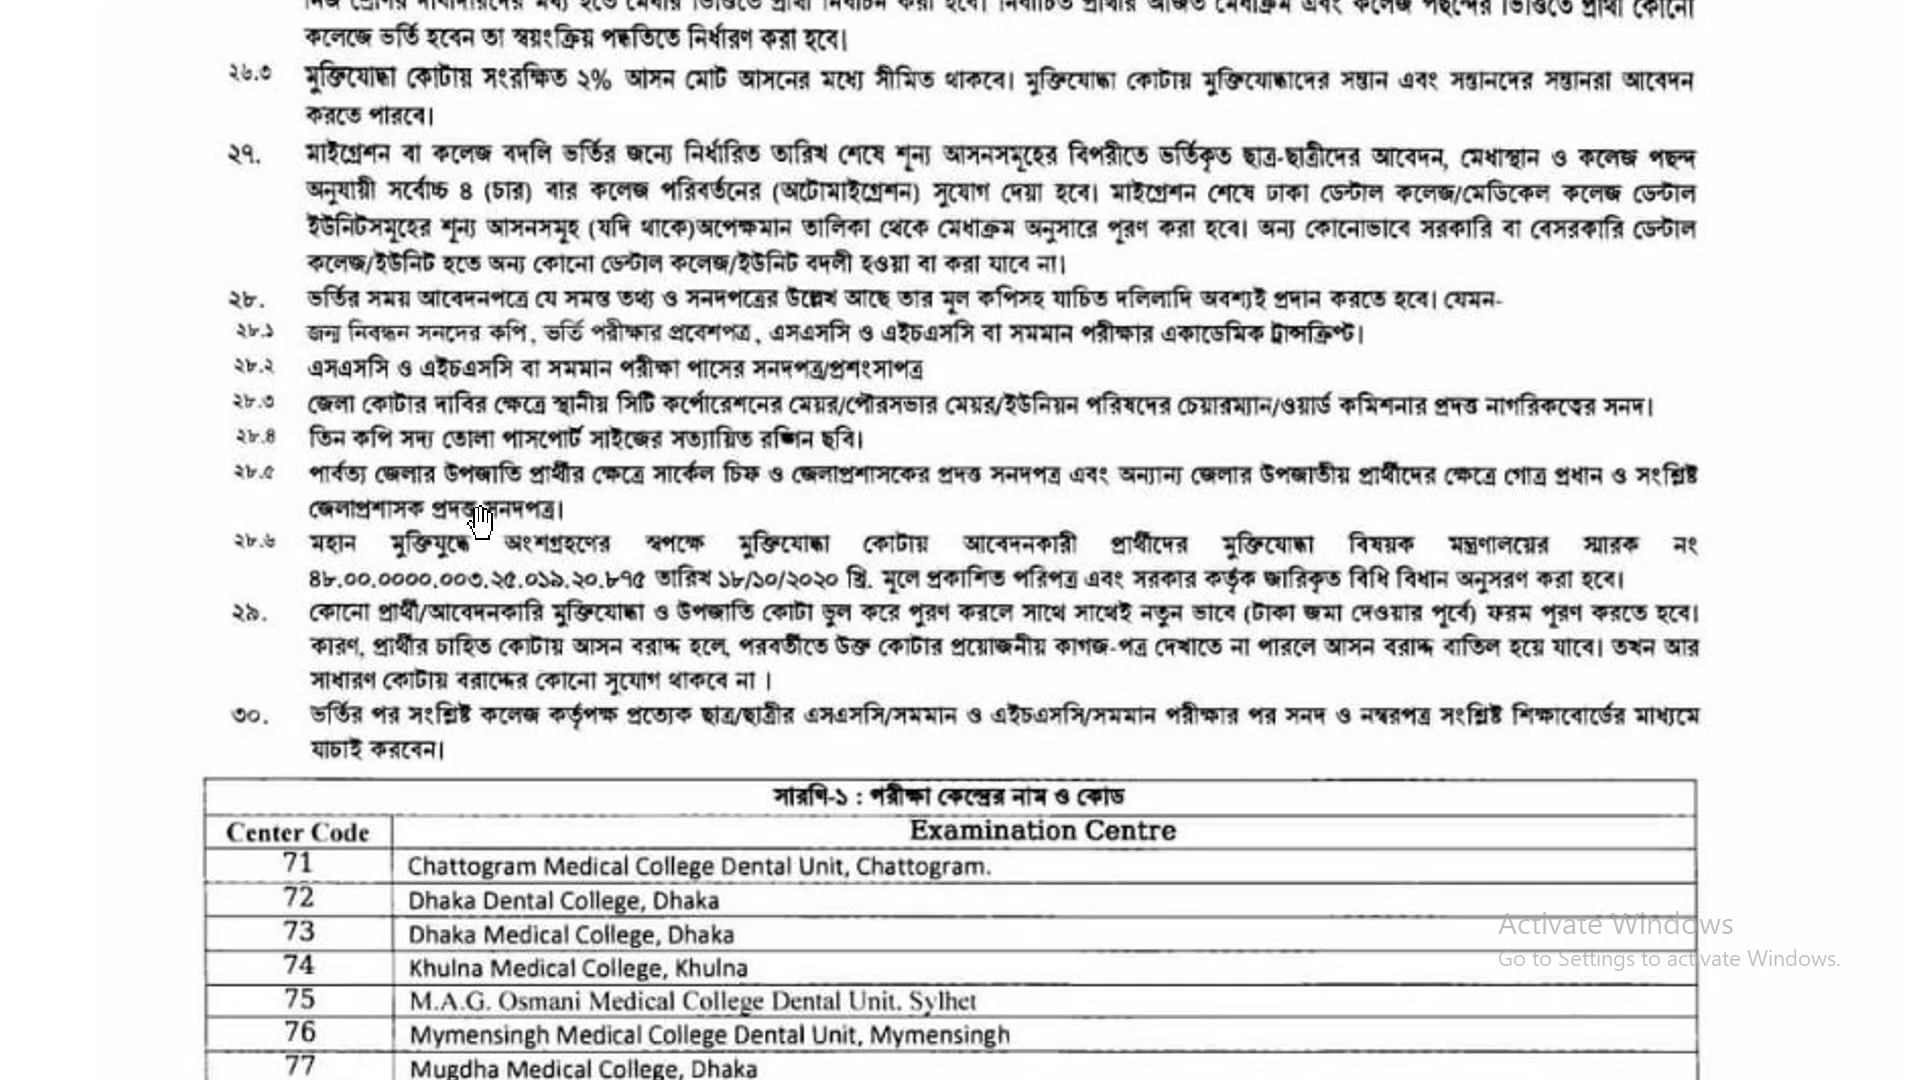 কলেজে ভর্তি হবেন তা স্বয়ংক্রিয় পদ্ধতিতে নির্ধারণ করা হবে।
২৬.৩ মুক্তিযোদ্ধা কোটায় সংরক্ষিত ২% আসন মোট আসনের মধ্যে সীমিত থাকবে। মুক্তিযোদ্ধা কোটায় মুক্তিযোদ্ধাদের সন্তান এবং সন্তানদের সন্তানরা আবেদন
করতে পারবে।
২৭. মাইগ্রেশন বা কলেজ বদলি ভর্তির জন্যে নির্ধারিত তারিখ শেষে শূন্য আসনসমূহের বিপরীতে ভর্তিকৃত ছাত্র-ছাত্রীদের আবেদন, মেধাস্থান ও কলেজ পছন্দ
অনুযায়ী সর্বোচ্চ ৪ (চার) বার কলেজ পরিবর্তনের (অটোমাইগ্রেশন) সুযোগ দেয়া হবে। মাইগ্রেশন শেষে ঢাকা ডেন্টাল কলেজ/মেডিকেল কলেজ ডেন্টাল
ইউনিটসমূহের শূন্য আসনসমূহ (যদি থাকে)অপেক্ষমান তালিকা থেকে মেধাক্রম অনুসারে পূরণ করা হবে। অন্য কোনোভাবে সরকারি বা বেসরকারি ডেন্টাল
কলেজ/ইউনিট হতে অন্য কোনো ডেন্টাল কলেজ/ইউনিট বদলী হওয়া বা করা যাবে না।
২৮. ভর্তির সময় আবেদনপত্রে যে সমস্ত তথ্য ও সনদপত্রের উল্লেখ আছে তার মূল কপিসহ যাচিত দলিলাদি অবশ্যই প্রদান করতে হবে। যেমন-
২৮.১ জন্ম নিবন্ধন সনদের কপি, ভর্তি পরীক্ষার প্রবেশপত্র, এসএসসি ও এইচএসসি বা সমমান পরীক্ষার একাডেমিক ট্রান্সক্রিপ্ট।
২৮.২ এসএসসি ও এইচএসসি বা সমমান পরীক্ষা পাসের সনদপত্র/প্রশংসাপত্র
২৮.৩ জেলা কোটার দাবির ক্ষেত্রে স্থানীয় সিটি কর্পোরেশনের মেয়র/পৌরসভার মেয়র/ইউনিয়ন পরিষদের চেয়ারম্যান/ওয়ার্ড কমিশনার প্রদত্ত নাগরিকত্বের সনদ।
২৮.৪ তিন কপি সদ্য তোলা পাসপোর্ট সাইজের সত্যায়িত রঙ্গিন ছবি।
২৮.৫ পার্বত্য জেলার উপজাতি প্রার্থীর ক্ষেত্রে সার্কেল চিফ ও জেলাপ্রশাসকের প্রদত্ত সনদপত্র এবং অন্যান্য জেলার উপজাতীয় প্রার্থীদের ক্ষেত্রে গোত্র প্রধান ও সংশ্লিষ্ট
জেলাপ্রশাসক প্রদত্ত সনদপত্র।
২৮.৬ মহান মুক্তিযুদ্ধে অংশগ্রহণের স্বপক্ষে মুক্তিযোদ্ধা কোটায় আবেদনকারী প্রার্থীদের মুক্তিযোদ্ধা বিষয়ক মন্ত্রণালয়ের স্মারক নং
৪৮.০০.০০০০.০০৩.২৫.০১৯.২০.৮৭৫ তারিখ ১৮/১০/২০২০ খ্রি. মূলে প্রকাশিত পরিপত্র এবং সরকার কর্তৃক জারিকৃত বিধি বিধান অনুসরণ করা হবে।
২৯. কোনো প্রার্থী/আবেদনকারি মুক্তিযোদ্ধা ও উপজাতি কোটা ভুল করে পূরণ করলে সাথে সাথেই নতুন ভাবে (টাকা জমা দেওয়ার পূর্বে) ফরম পূরণ করতে হবে।
কারণ, প্রার্থীর চাহিত কোটায় আসন বরাদ্দ হলে, পরবর্তীতে উক্ত কোটার প্রয়োজনীয় কাগজ-পত্র দেখাতে না পারলে আসন বরাদ্দ বাতিল হয়ে যাবে। তখন আর
সাধারণ কোটায় বরাদ্দের কোনো সুযোগ থাকবে না ।
৩০. ভর্তির পর সংশ্লিষ্ট কলেজ কর্তৃপক্ষ প্রত্যেক ছাত্র/ছাত্রীর এসএসসি/সমমান ও এইচএসসি/সমমান পরীক্ষার পর সনদ ও নম্বরপত্র সংশ্লিষ্ট শিক্ষাবোর্ডের মাধ্যমে
যাচাই করবেন।
সারণি-১ : পরীক্ষা কেন্দ্রের নাম ও কোড
Center Code Examination Centre
71 Chattogram Medical College Dental Unit, Chattogram.
72 Dhaka Dental College, Dhaka
73 Dhaka Medical College, Dhaka
74 Khulna Medical College, Khulna
75 M.A.G. Osmani Medical College Dental Unit. Sylhet
76 Mymensingh Medical College Dental Unit, Mymensingh
77 Mugdha Medical College, Dhaka
Activate Windows
Go to Settings to activate Windows.